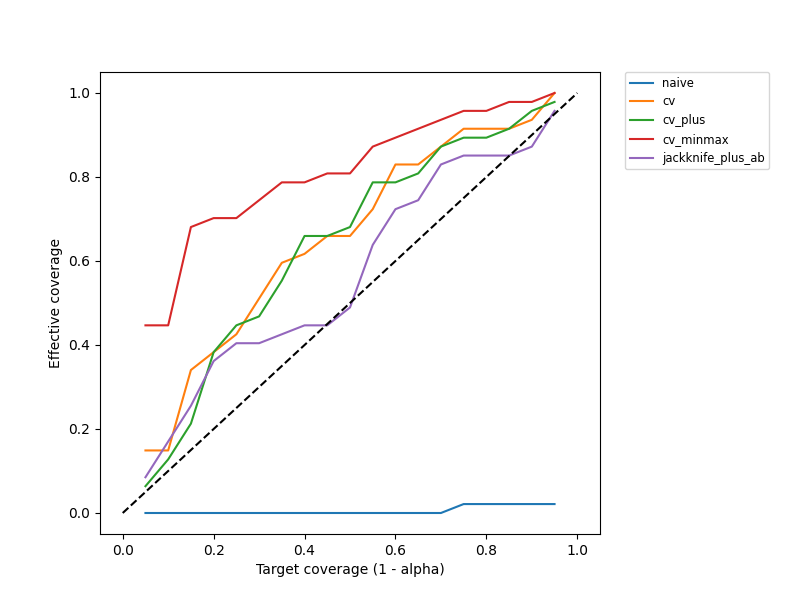 naive
cv
cv_plus
cv_minmax
jackknife_plus_ab
1.0
0.8
0.6
0.4
0.2
0.0
Effective coverage
0.0 0.2 0.4 0.6 0.8 1.0
Target coverage (1 - alpha)